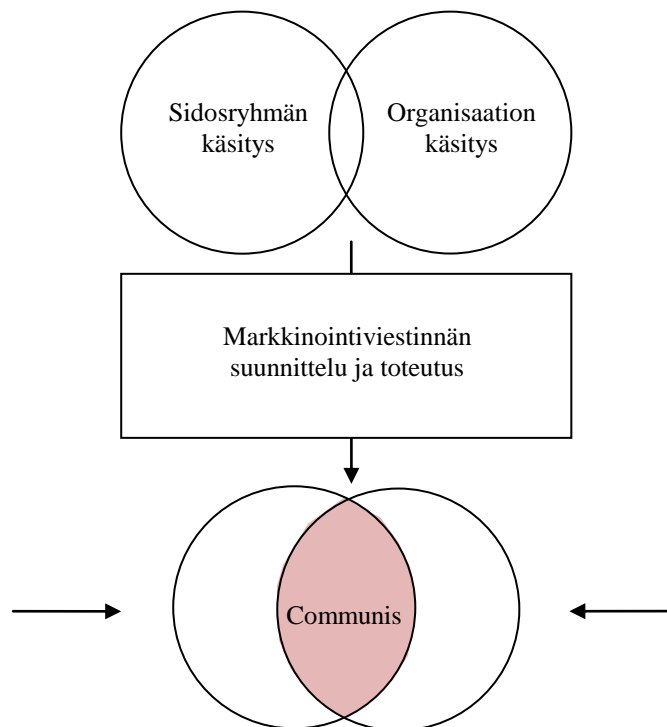 Sidosryhmän
käsitys
Organisaation
käsitys
Markkinointiviestinnän
suunnittelu ja toteutus
Communis